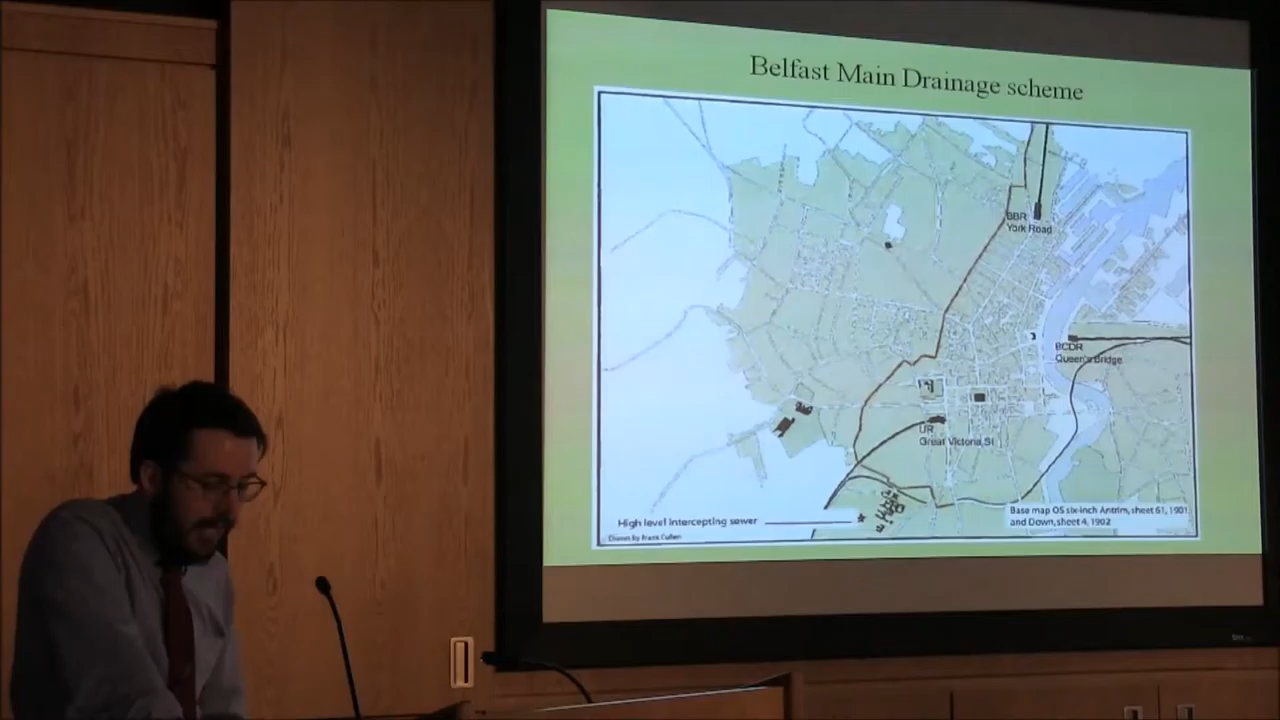 Belfast Main Drainage scheme
BBR
York Road
BCDR
Queen's Bridge
UR
Great Victoria St
High level intercepting sewer
Base map OS six-inch Antrim, sheet 61, 1901
and Down, sheet 4, 1902
Drawn by Frank Cullen